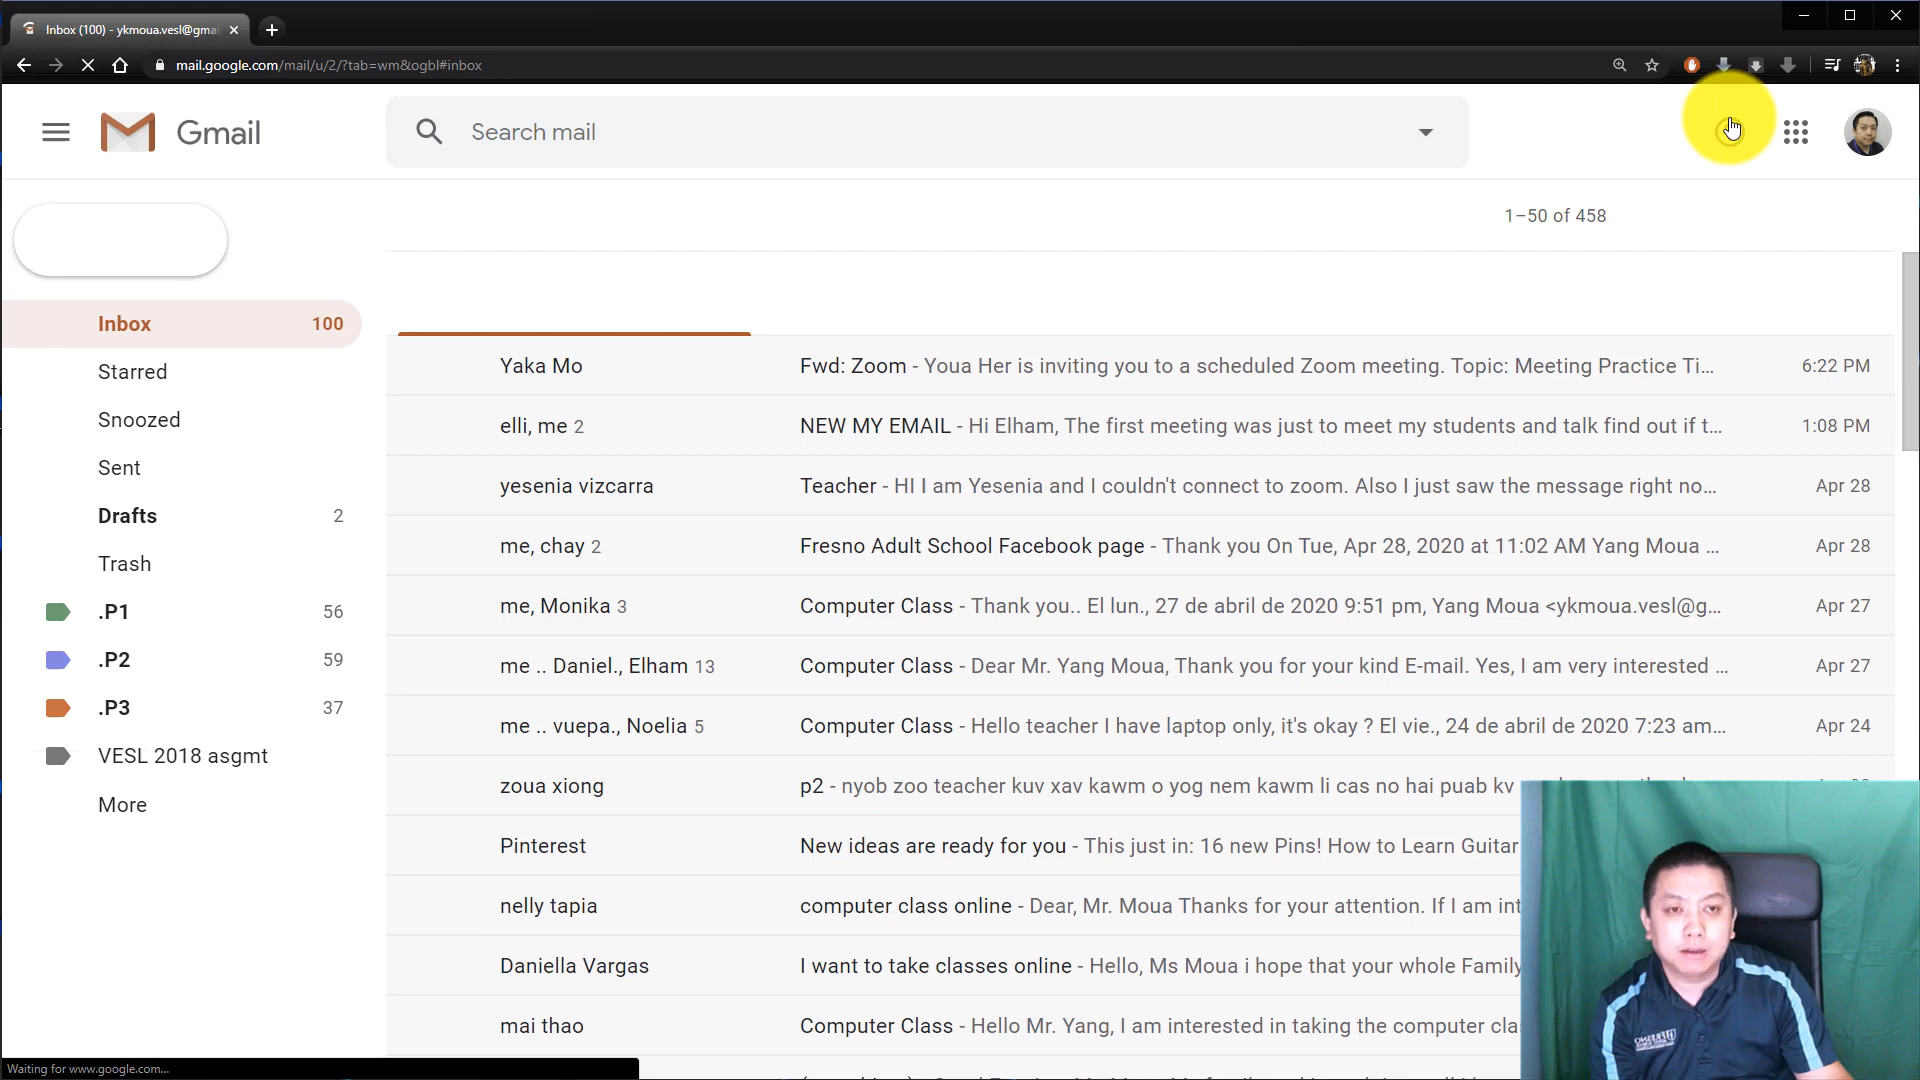 Inbox (100) - ykmoua.vesl@gmai
mail.google.com/mail/u/2/?tab=wm&ogbl#inbox
Gmail
Search mail
1–50 of 458
Inbox 100
Starred
Snoozed
Sent
Drafts 2
Trash
.P1 56
.P2 59
.P3 37
VESL 2018 asgmt
More
Yaka Mo Fwd: Zoom - Youa Her is inviting you to a scheduled Zoom meeting. Topic: Meeting Practice Ti... 6:22 PM
elli, me 2 NEW MY EMAIL - Hi Elham, The first meeting was just to meet my students and talk find out if t... 1:08 PM
yesenia vizcarra Teacher - HI I am Yesenia and I couldn't connect to zoom. Also I just saw the message right no... Apr 28
me, chay 2 Fresno Adult School Facebook page - Thank you On Tue, Apr 28, 2020 at 11:02 AM Yang Moua ... Apr 28
me, Monika 3 Computer Class - Thank you.. El lun., 27 de abril de 2020 9:51 pm, Yang Moua <ykmoua.vesl@g... Apr 27
me .. Daniel., Elham 13 Computer Class - Dear Mr. Yang Moua, Thank you for your kind E-mail. Yes, I am very interested ... Apr 27
me .. vuepa., Noelia 5 Computer Class - Hello teacher I have laptop only, it's okay ? El vie., 24 de abril de 2020 7:23 am... Apr 24
zoua xiong p2 - nyob zoo teacher kuv xav kawm o yog nem kawm li cas no hai puab kv
Pinterest New ideas are ready for you - This just in: 16 new Pins! How to Learn Guitar
nelly tapia computer class online - Dear, Mr. Moua Thanks for your attention. If I am int
Daniella Vargas I want to take classes online - Hello, Ms Moua i hope that your whole Family
mai thao Computer Class - Hello Mr. Yang, I am interested in taking the computer cla
Waiting for www.google.com...